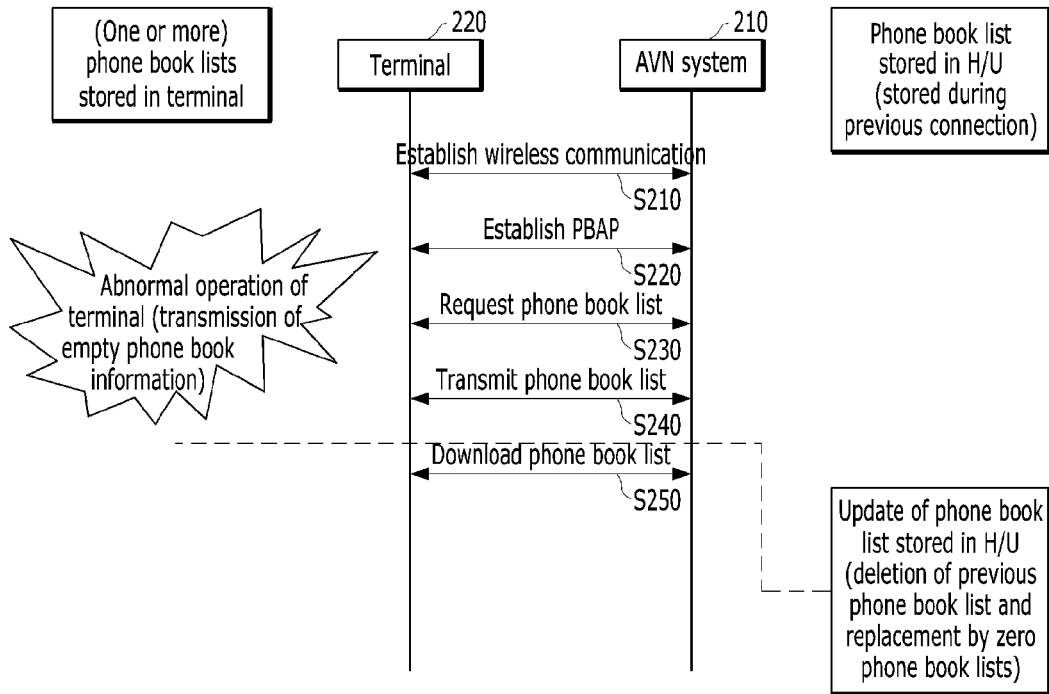 (One or more)
phone book lists
stored in terminal
220
Terminal
210
AVN system
Phone book list
stored in H/U
(stored during
previous connection)
Establish wireless communication
S210
Establish PBAP
S220
Abnormal operation of
terminal (transmission of
empty phone book
information)
Request phone book list
S230
Transmit phone book list
S240
Download phone book list
S250
Update of phone book
list stored in H/U
(deletion of previous
phone book list and
replacement by zero
phone book lists)